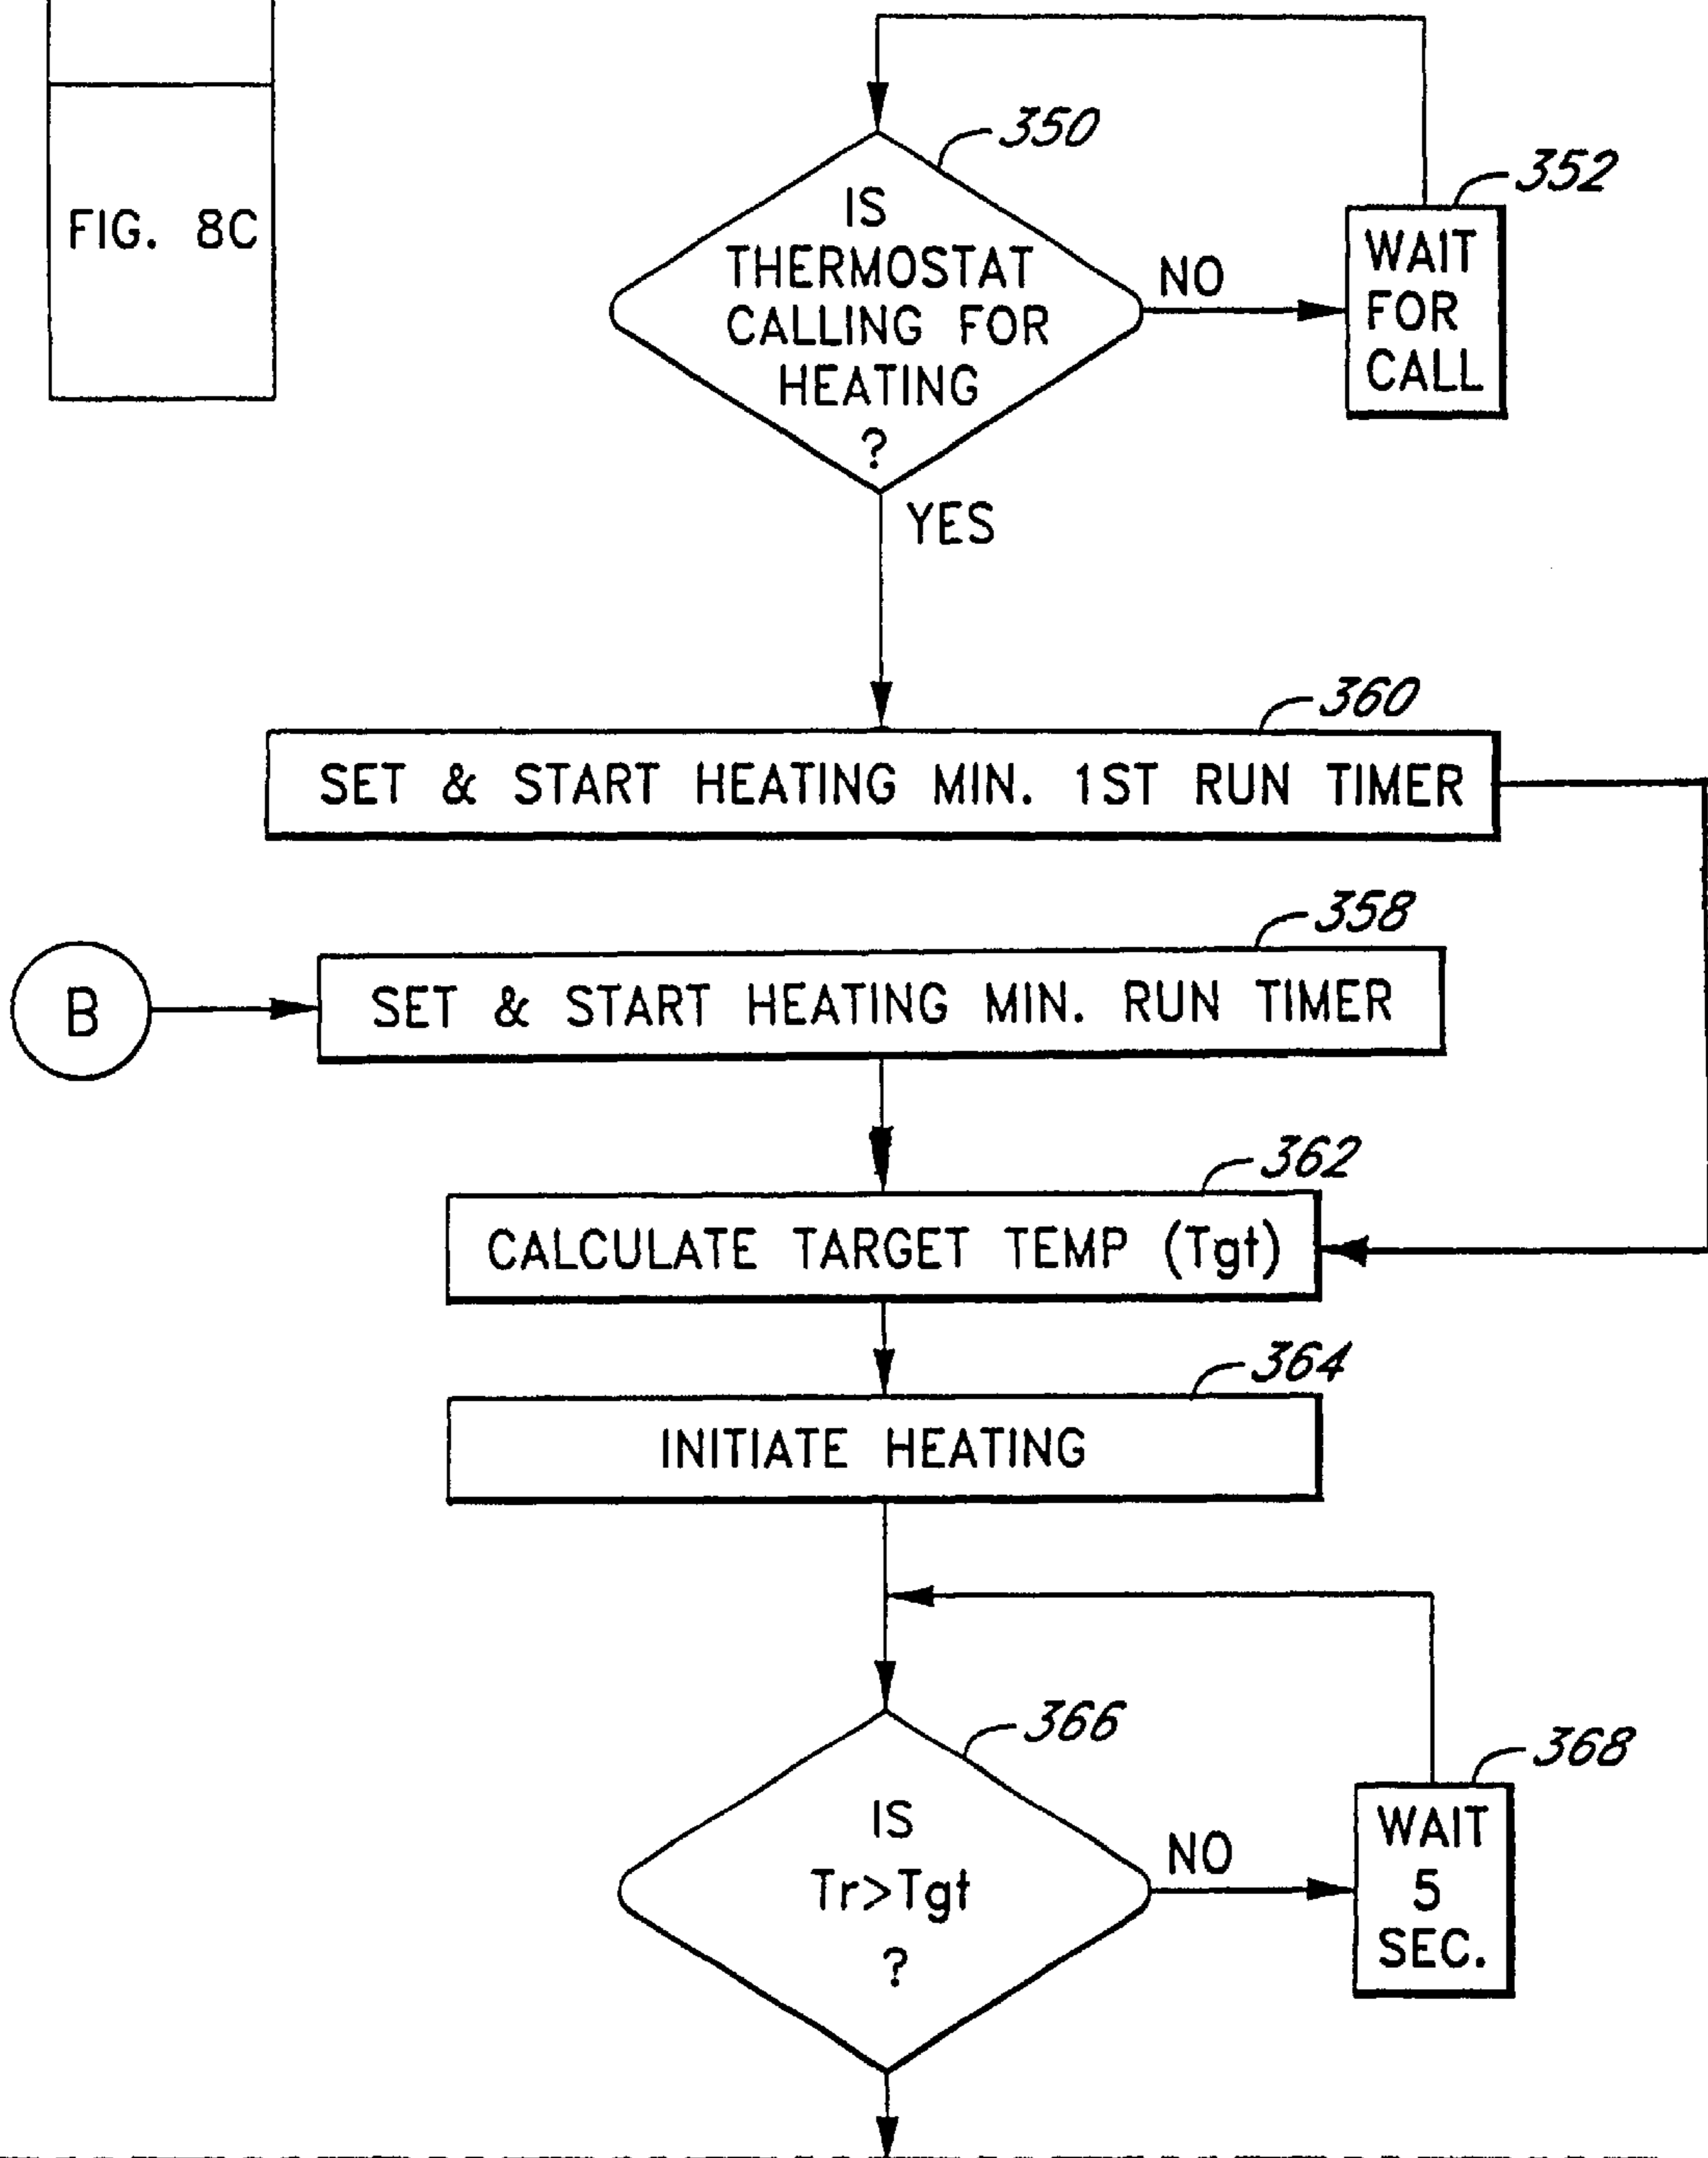 FIG. 8C
350
IS
THERMOSTAT
CALLING FOR
HEATING
?
NO
352
WAIT
FOR
CALL
YES
360
SET & START HEATING MIN. 1ST RUN TIMER
358
B
SET & START HEATING MIN. RUN TIMER
362
CALCULATE TARGET TEMP (Tgt)
364
INITIATE HEATING
366
IS
Tr>Tgt
?
NO
368
WAIT
5
SEC.